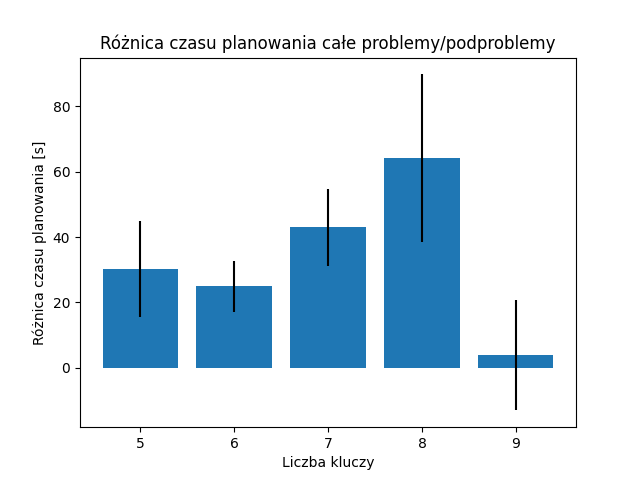 Różnica czasu planowania całe problemy/podproblemy
Różnica czasu planowania [s]
80
60
40
20
0
5 6 7 8 9
Liczba kluczy